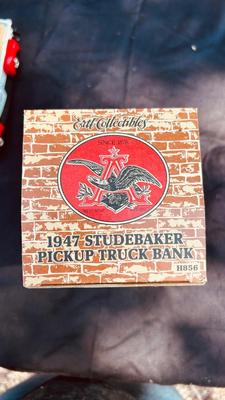 Ertl Collectibles
SINCE 1876
A
1947 STUDEBAKER
PICKUP TRUCK BANK
H856